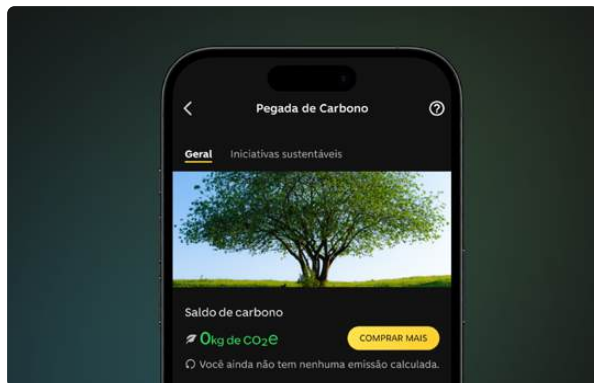 Pegada de Carbono
Geral Iniciativas sustentáveis
Saldo de carbono
0kg de CO2e COMPRAR MAIS
Você ainda não tem nenhuma emissão calculada.